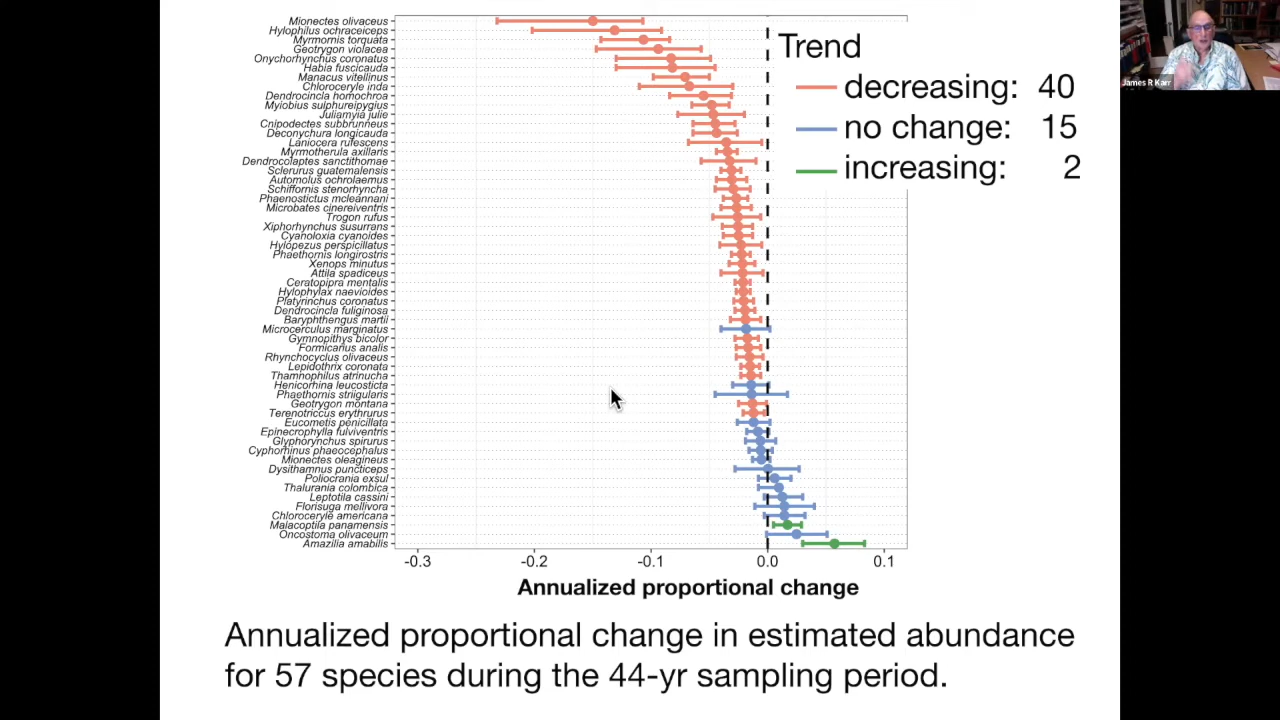 Mionectes olivaceus
Hylophilus ochraceiceps
Myrmornis torquata
Geotrygon violacea
Onychorhynchus coronatus
Habia fuscicauda
Manacus vitellinus
Chloroceryle inda
Dendrocincla homochroa
Myiobius sulphureipygius
Juliamyia julie
Cnipodectes subbrunneus
Deconychura longicauda
Laniocera rufescens
Myrmotherula axillaris
Dendrocolaptes sanctithomae
Sclerurus guatemalensis
Automolus ochrolaemus
Schiffornis stenorhyncha
Phaenostictus mcleannani
Microbates cinereiventris
Trogon rufus
Xiphorhynchus susurrans
Cyanoloxia cyanoides
Hylopezus perspicillatus
Phaethornis longirostris
Xenops minutus
Attila spadiceus
Ceratopipra mentalis
Hylophylax naevioides
Platyrinchus coronatus
Dendrocincla fuliginosa
Baryphthengus martii
Microcerculus marginatus
Gymnopithys bicolor
Formicarius analis
Rhynchocyclus olivaceus
Lepidothrix coronata
Thamnophilus atrinucha
Henicorhina leucosticta
Phaethornis striigularis
Geotrygon montana
Terenotriccus erythrurus
Eucometis penicillata
Epinecrophylla fulviventris
Glyphorynchus spirurus
Cyphorhinus phaeocephalus
Mionectes oleagineus
Dysithamnus puncticeps
Poliocrania exsul
Thalurania colombica
Leptotila cassini
Florisuga mellivora
Chloroceryle americana
Malacoptila panamensis
Oncostoma olivaceum
Amazilia amabilis
-0.3 -0.2 -0.1 0.0 0.1
Annualized proportional change
Trend
decreasing: 40
no change: 15
increasing: 2
Annualized proportional change in estimated abundance
for 57 species during the 44-yr sampling period.
James R Karr